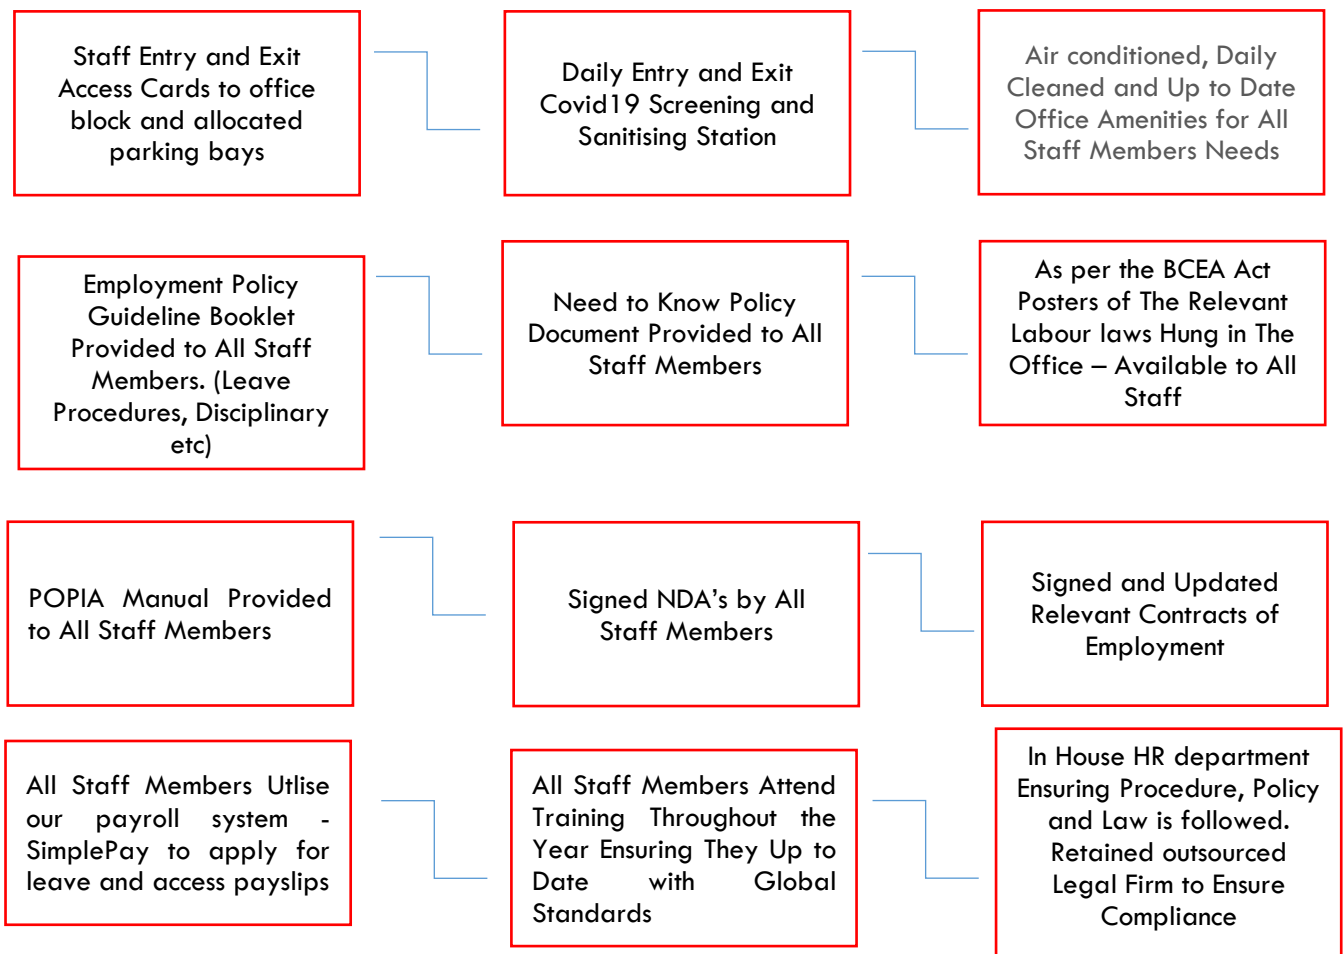 Staff Entry and Exit
Access Cards to office
block and allocated
parking bays
Daily Entry and Exit
Covid19 Screening and
Sanitising Station
Air conditioned, Daily
Cleaned and Up to Date
Office Amenities for All
Staff Members Needs
Employment Policy
Guideline Booklet
Provided to All Staff
Members. (Leave
Procedures, Disciplinary
etc)
Need to Know Policy
Document Provided to All
Staff Members
As per the BCEA Act
Posters of The Relevant
Labour laws Hung in The
Office – Available to All
Staff
POPIA Manual Provided
to All Staff Members
Signed NDA's by All
Staff Members
Signed and Updated
Relevant Contracts of
Employment
All Staff Members Utlise
our payroll system -
SimplePay to apply for
leave and access payslips
All Staff Members Attend
Training Throughout the
Year Ensuring They Up to
Date with Global
Standards
In House HR department
Ensuring Procedure, Policy
and Law is followed.
Retained outsourced
Legal Firm to Ensure
Compliance